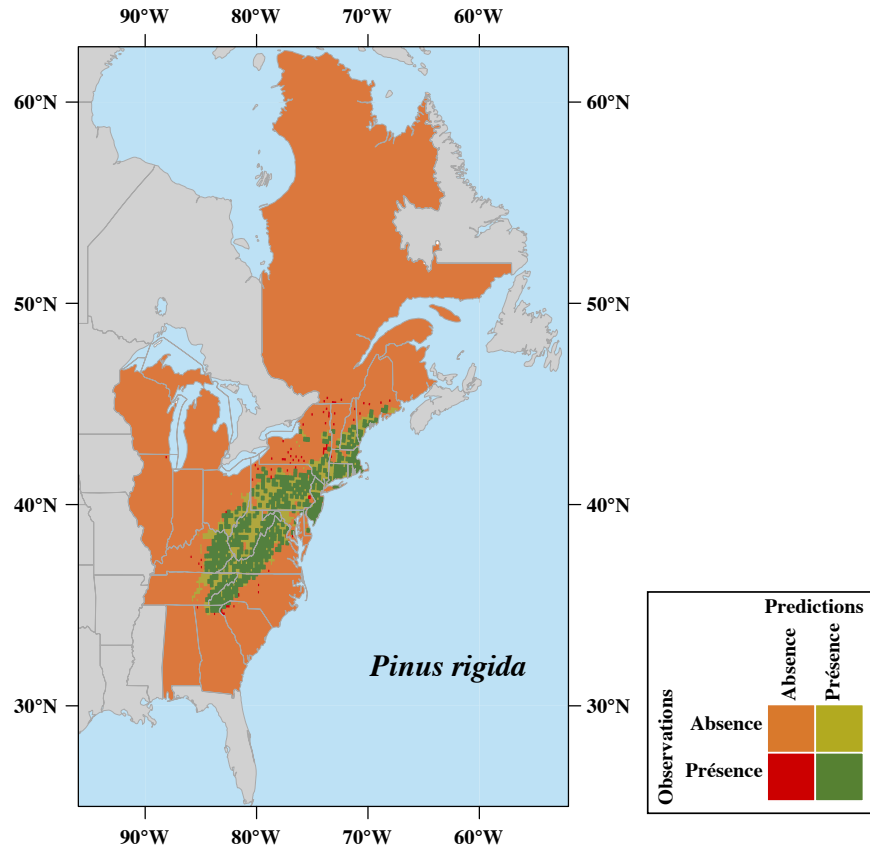 90°W 80°W 70°W 60°W
60°N 60°N
50°N 50°N
40°N 40°N
30°N 30°N
Pinus rigida
90°W 80°W 70°W 60°W
Predictions
Absence
Présence
Observations
Absence
Présence